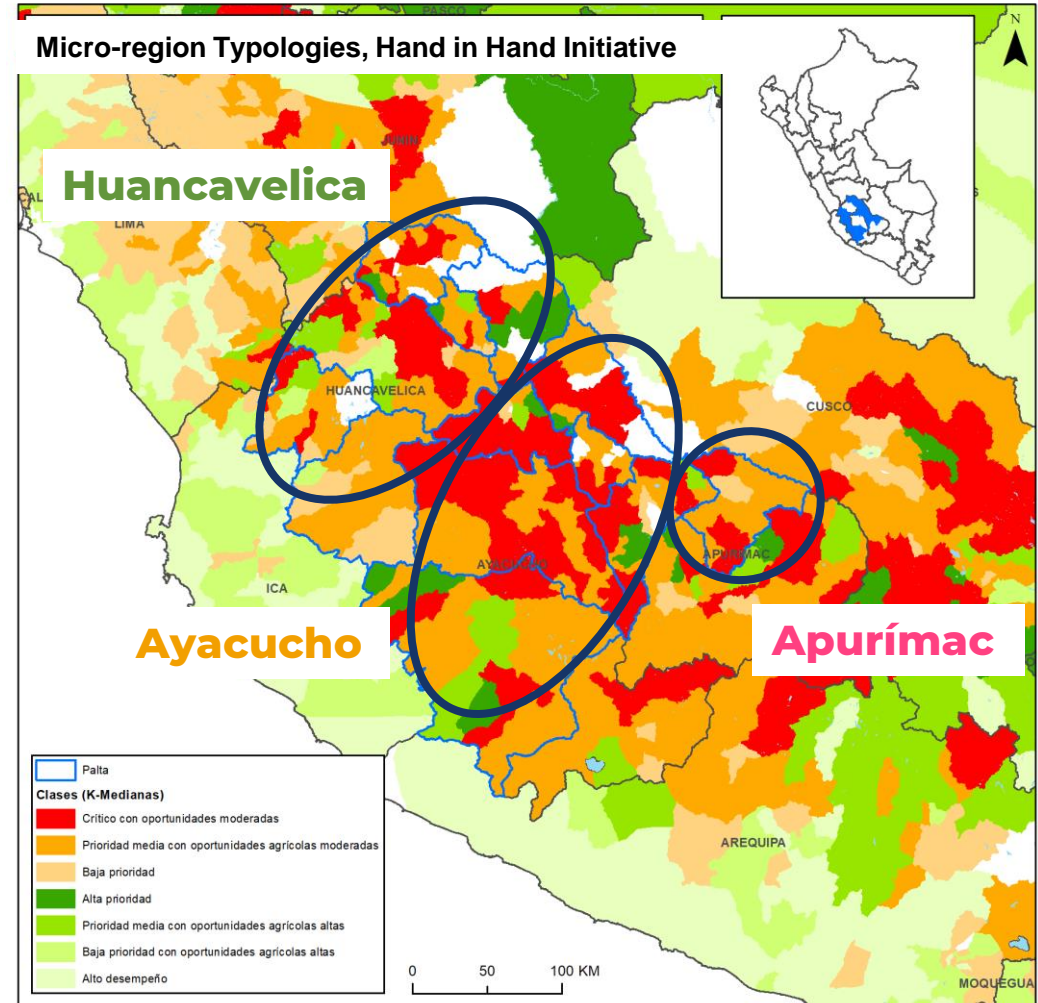 PASCO
Micro-region Typologies, Hand in Hand Initiative
N
JUNIN
Huancavelica
LIMA
HUANCAVELICA
CUSCO
APURIMAC
AYACUCHO
ICA
Ayacucho
Apurímac
Palta
Clases (K-Medianas)
Crítico con oportunidades moderadas
Prioridad media con oportunidades agrícolas moderadas
Baja prioridad
Alta prioridad
Prioridad media con oportunidades agrícolas altas
Baja prioridad con oportunidades agrícolas altas
Alto desempeño
0 50 100 KM
AREQUIPA
MOQUEGUA